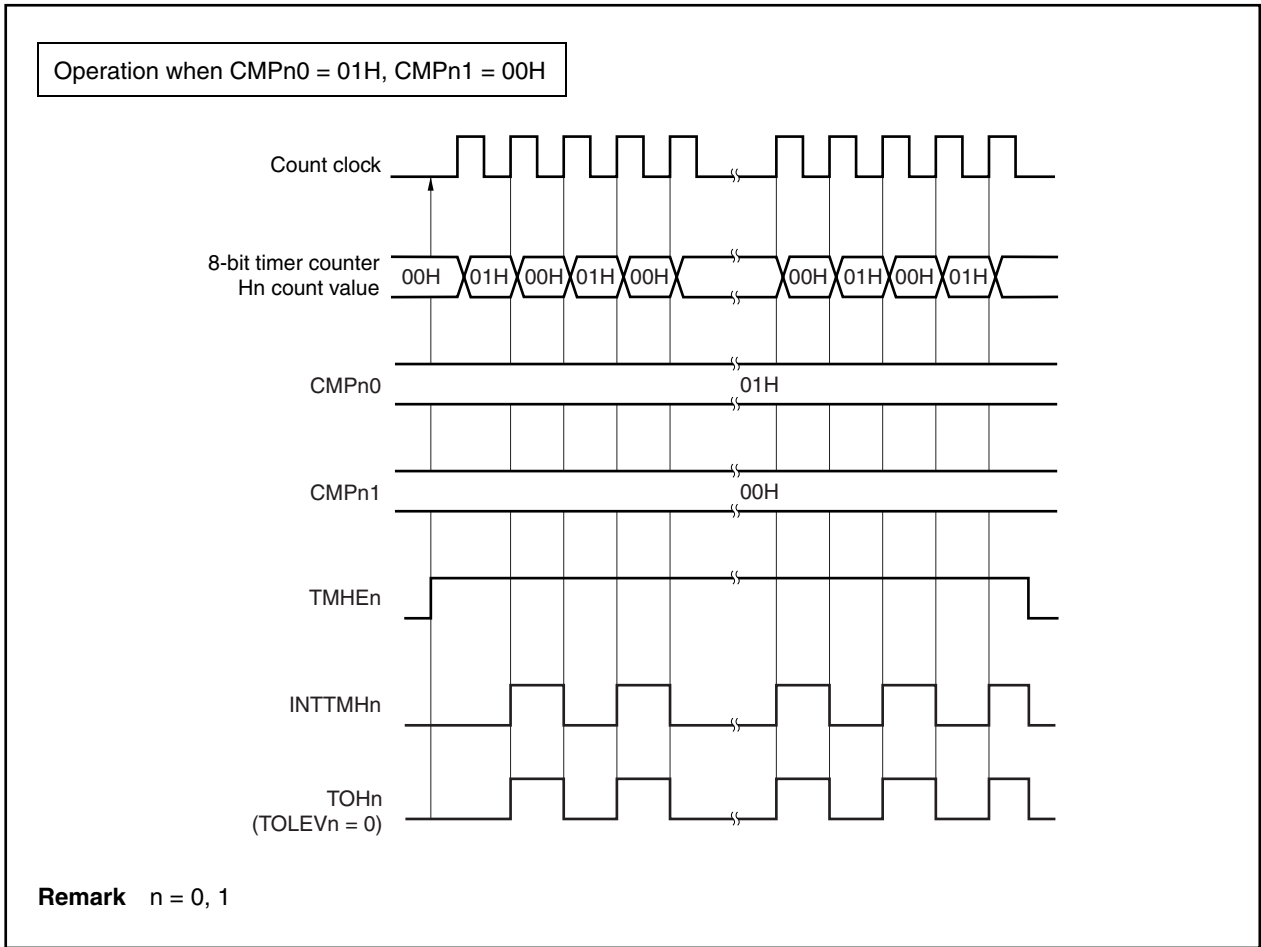 Operation when CMPn0 = 01H, CMPn1 = 00H
Count clock
8-bit timer counter
Hn count value
00H 01H 00H 01H 00H 00H 01H 00H 01H
CMPn0
01H
CMPn1
00H
TMHEn
INTTMHn
TOHn
(TOLEVn = 0)
Remark n = 0, 1